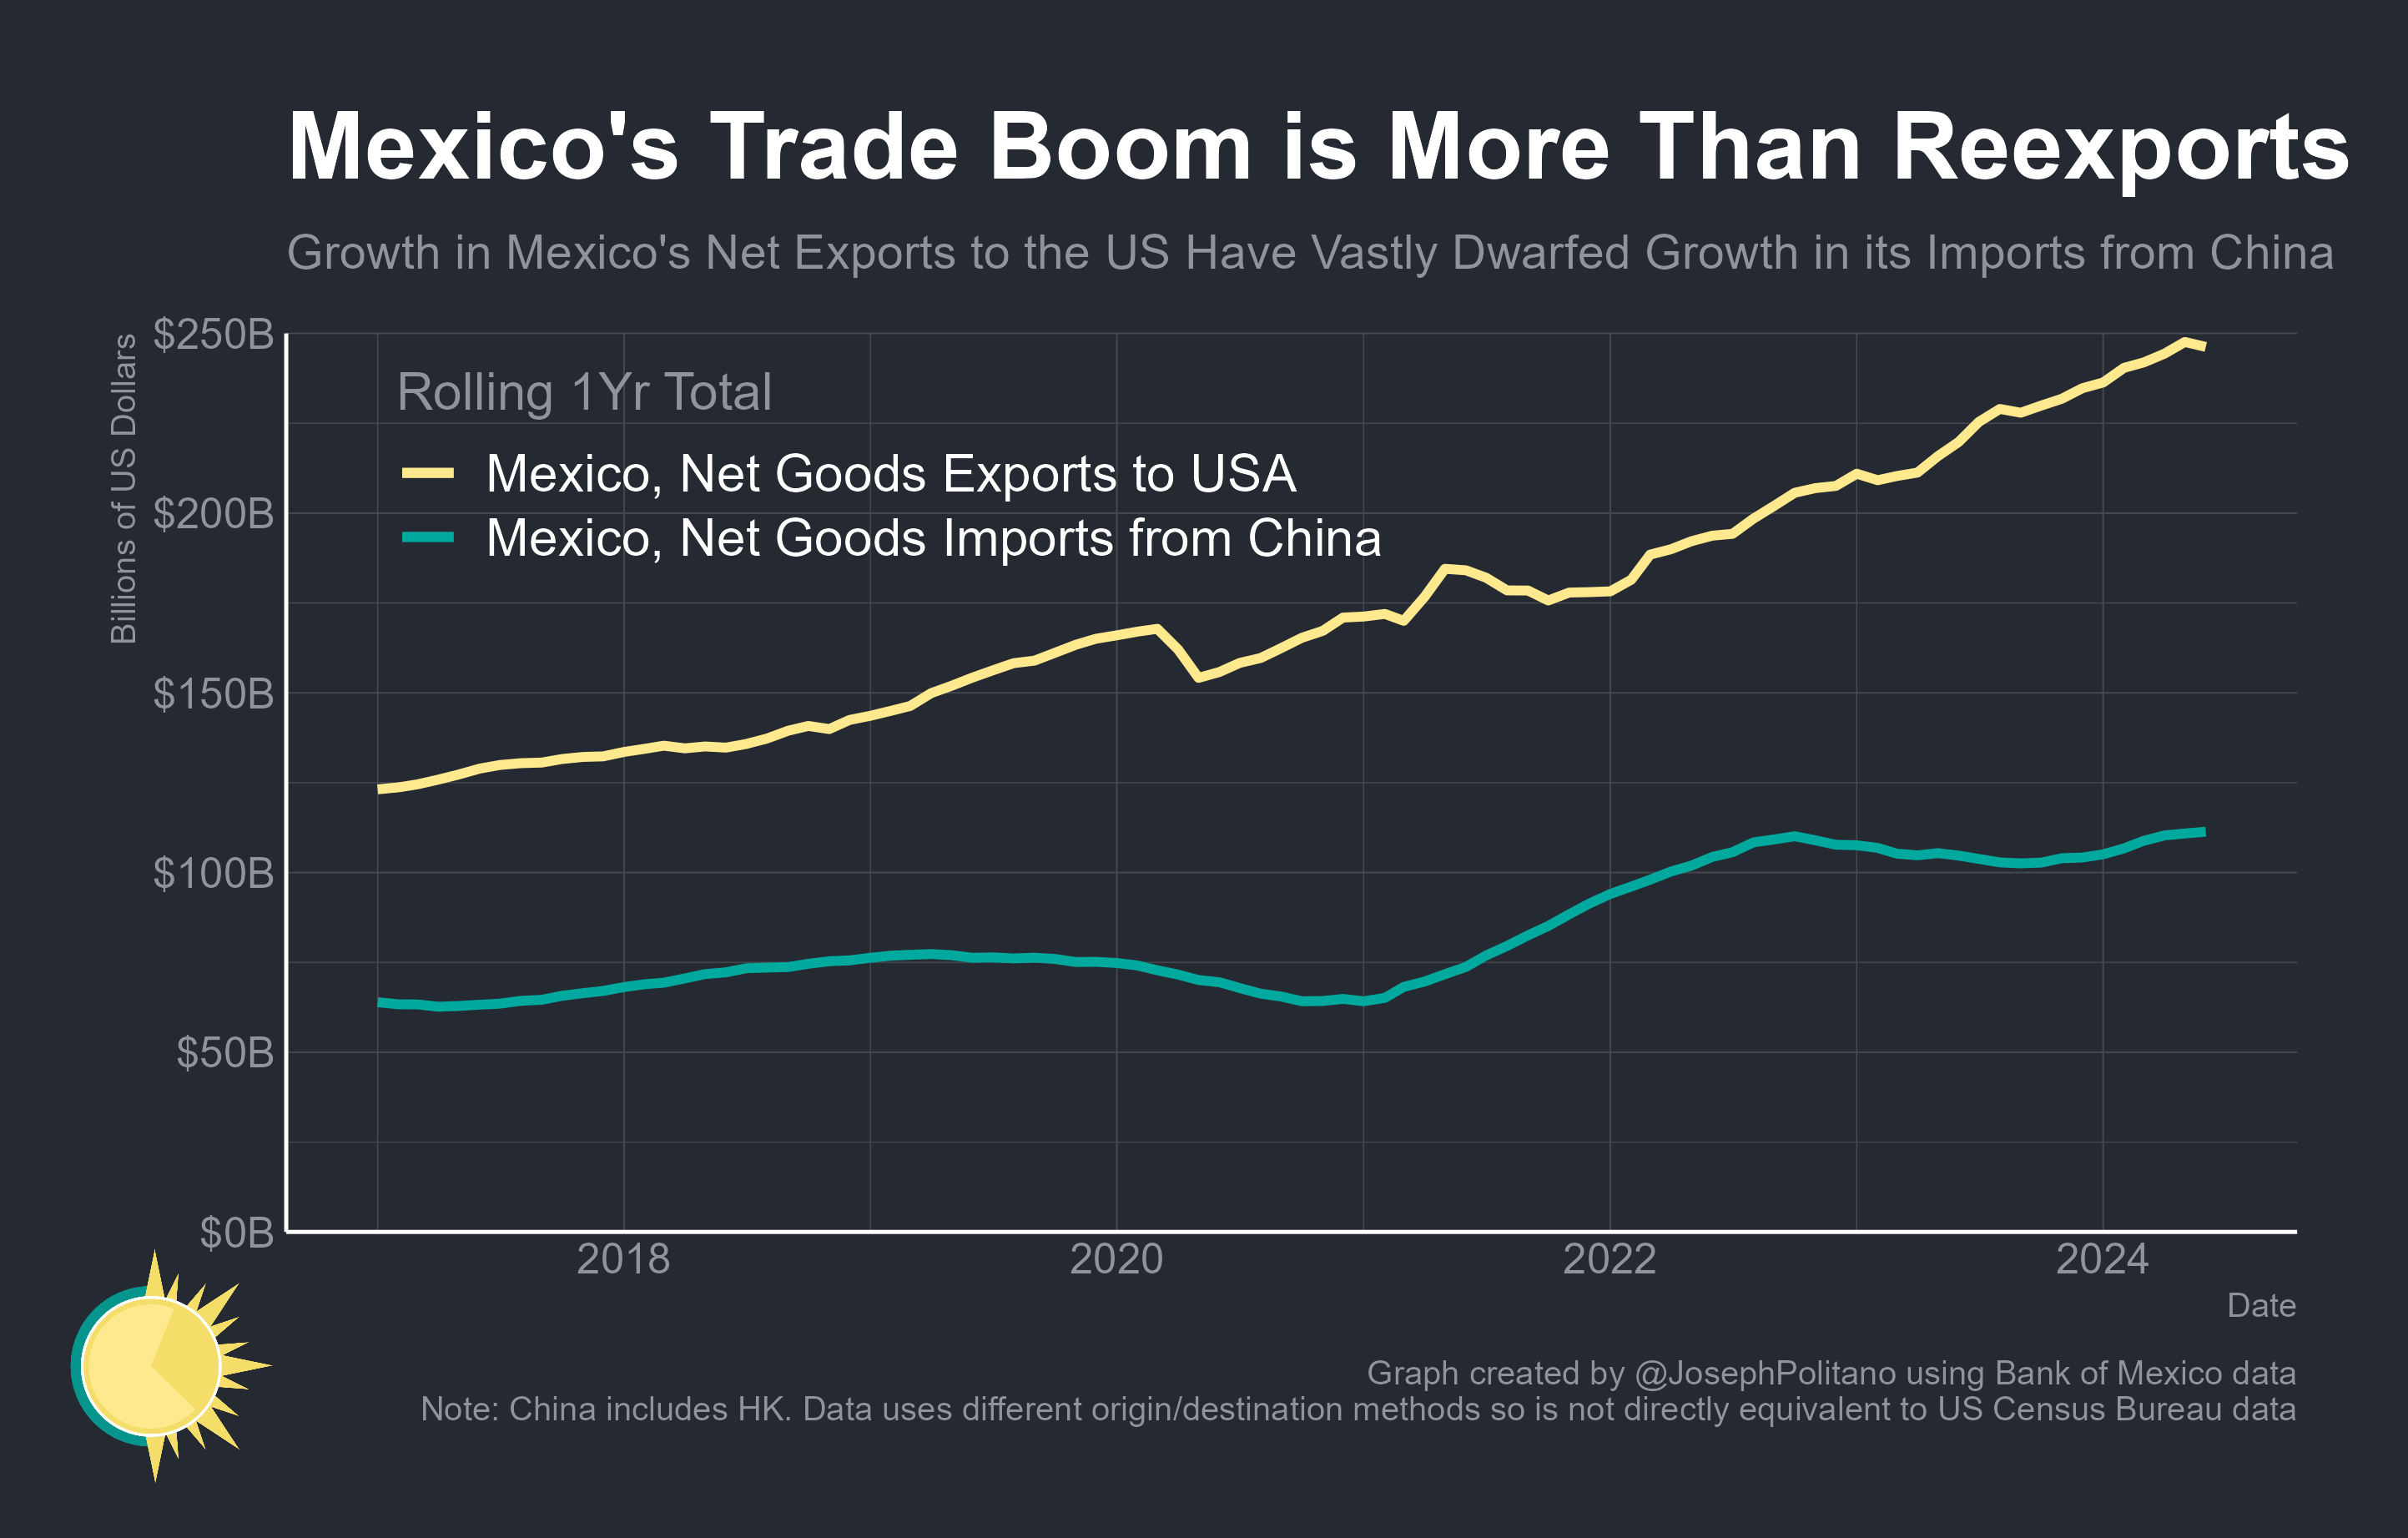 Mexico's Trade Boom is More Than Reexports
Growth in Mexico's Net Exports to the US Have Vastly Dwarfed Growth in its Imports from China
Billions of US Dollars
$250B
$200B
$150B
$100B
$50B
$0B
Rolling 1Yr Total
Mexico, Net Goods Exports to USA
Mexico, Net Goods Imports from China
2018
2020
2022
2024
Date
Graph created by @JosephPolitano using Bank of Mexico data
Note: China includes HK. Data uses different origin/destination methods so is not directly equivalent to US Census Bureau data